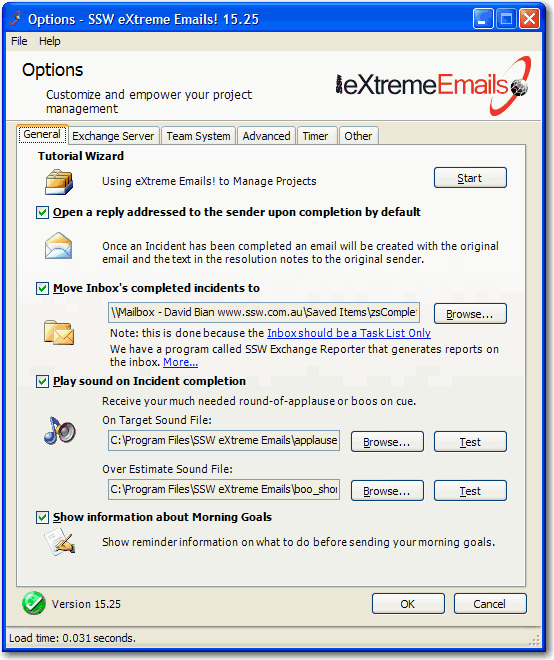 Options - SSW eXtreme Emails! 15.25
File Help
Options
Customize and empower your project
management
SSW eXtremeEmails
General Exchange Server Team System Advanced Timer Other
Tutorial Wizard
Using eXtreme Emails! to Manage Projects
Start
Open a reply addressed to the sender upon completion by default
Once an Incident has been completed an email will be created with the original
email and the text in the resolution notes to the original sender.
Move Inbox's completed incidents to
\\Mailbox - David Bian www.ssw.com.au\Saved Items\zsComplet
Browse...
Note: this is done because the Inbox should be a Task List Only
We have a program called SSW Exchange Reporter that generates reports on
the inbox. More...
Play sound on Incident completion
Receive your much needed round-of-applause or boos on cue.
On Target Sound File:
C:\Program Files\SSW eXtreme Emails\applause
Browse... Test
Over Estimate Sound File:
C:\Program Files\SSW eXtreme Emails\boo_shor
Browse... Test
Show information about Morning Goals
Show reminder information on what to do before sending your morning goals.
Version 15.25
OK Cancel
Load time: 0.031 seconds.